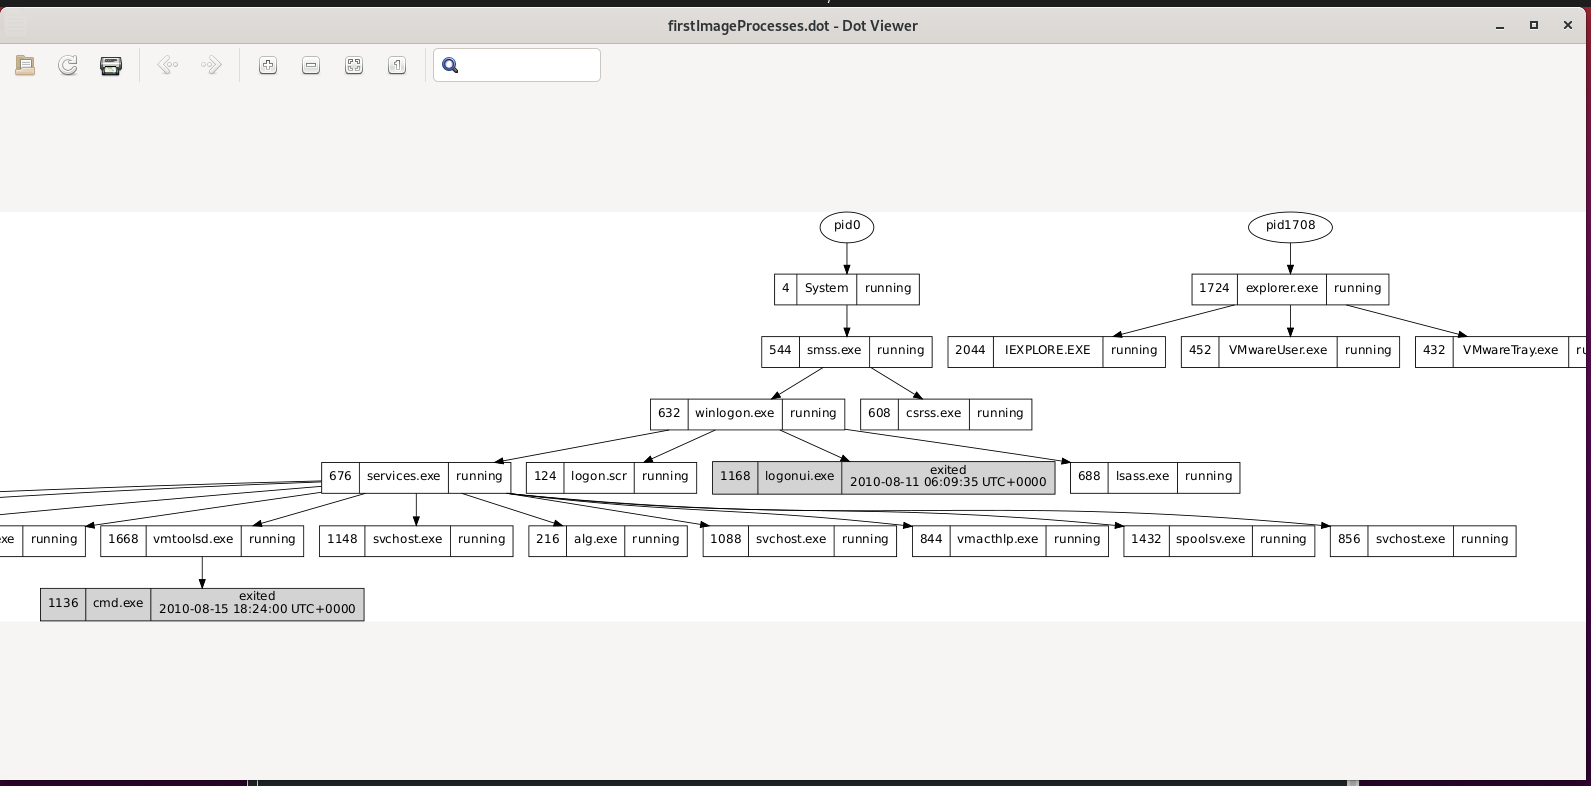 firstImageProcesses.dot - Dot Viewer
pid0
pid1708
4 System running
1724 explorer.exe running
544 smss.exe running
2044 IEXPLORE.EXE running
452 VMwareUser.exe running
432 VMwareTray.exe ru
632 winlogon.exe running
608 csrss.exe running
676 services.exe running
124 logon.scr running
1168 logonui.exe exited
2010-08-11 06:09:35 UTC+0000
688 lsass.exe running
xe running
1668 vmtoolsd.exe running
1148 svchost.exe running
216 alg.exe running
1088 svchost.exe running
844 vmacthlp.exe running
1432 spoolsv.exe running
856 svchost.exe running
1136 cmd.exe exited
2010-08-15 18:24:00 UTC+0000